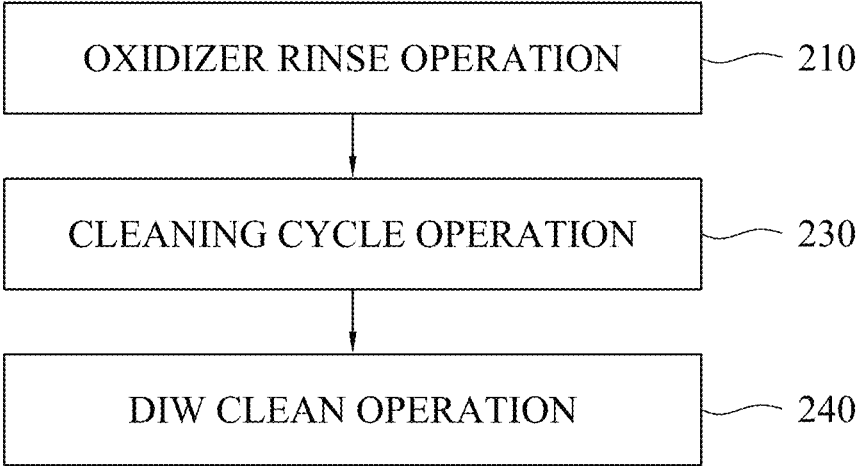 OXIDIZER RINSE OPERATION 210
CLEANING CYCLE OPERATION 230
DIW CLEAN OPERATION 240